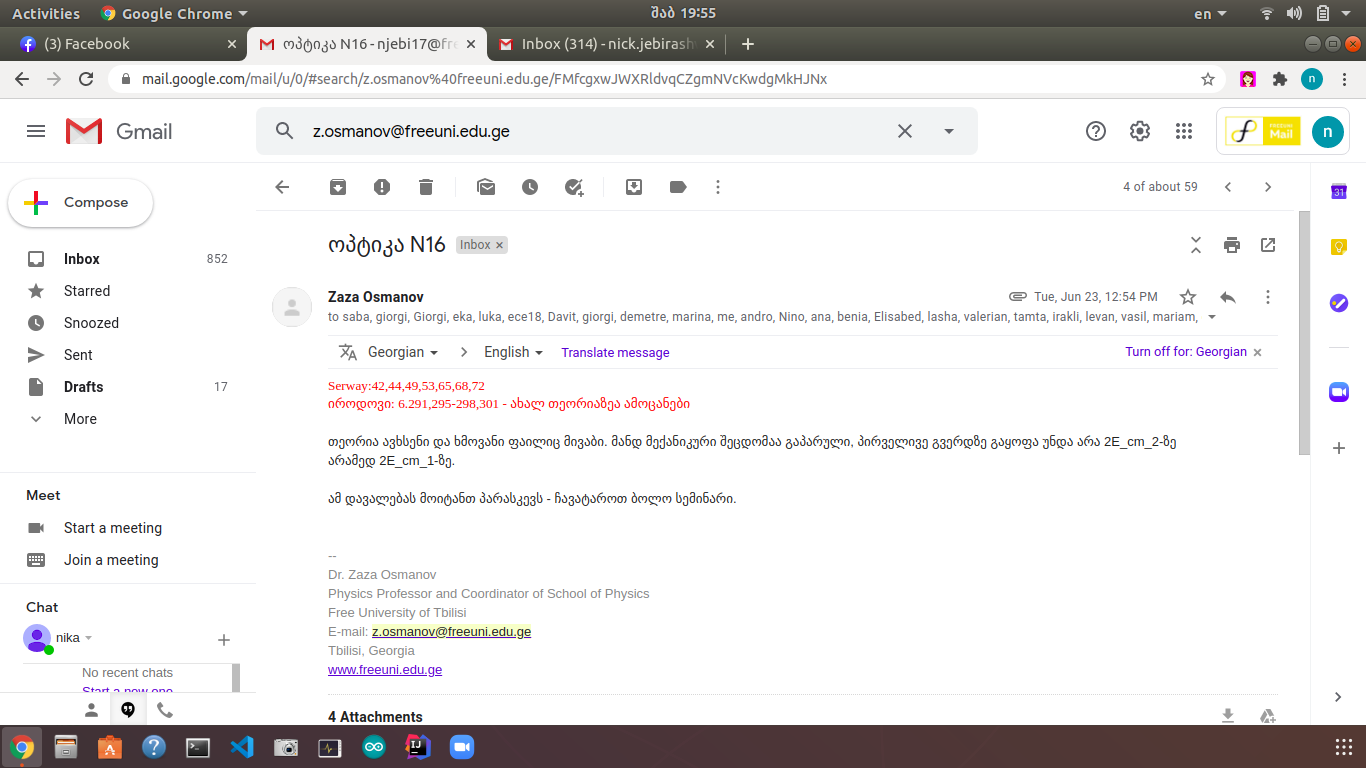 Activities
Google Chrome
შაბ 19:55
en
(3) Facebook
ოპტიკა N16 - njebi17@fre
Inbox (314) - nick.jebirashv
mail.google.com/mail/u/0/#search/z.osmanov%40freeuni.edu.ge/FMfcgxwJWXRldvqCZgmNVcKwdgMkHJNx
n
Gmail
z.osmanov@freeuni.edu.ge
freeuni
Mail
n
Compose
4 of about 59
31
Inbox 852
Starred
Snoozed
Sent
Drafts 17
More
Meet
Start a meeting
Join a meeting
Chat
nika
No recent chats
Start a new one
ოპტიკა N16
Inbox ×
Zaza Osmanov
Tue, Jun 23, 12:54 PM
to saba, giorgi, Giorgi, eka, luka, ece18, Davit, giorgi, demetre, marina, me, andro, Nino, ana, benia, Elisabed, lasha, valerian, tamta, irakli, levan, vasil, mariam,
Georgian > English Translate message
Turn off for: Georgian ×
Serway:42,44,49,53,65,68,72
იროდოვი: 6.291,295-298,301 - ახალ თეორიაზეა ამოცანები
თეორია ავხსენი და ხმოვანი ფაილიც მივაბი. მანდ მექანიკური შეცდომაა გაპარული, პირველივე გვერდზე გაყოფა უნდა არა 2E_cm_2-ზე
არამედ 2E_cm_1-ზე.
ამ დავალებას მოიტანთ პარასკევს - ჩავატაროთ ბოლო სემინარი.
--
Dr. Zaza Osmanov
Physics Professor and Coordinator of School of Physics
Free University of Tbilisi
E-mail: z.osmanov@freeuni.edu.ge
Tbilisi, Georgia
www.freeuni.edu.ge
4 Attachments
IJ